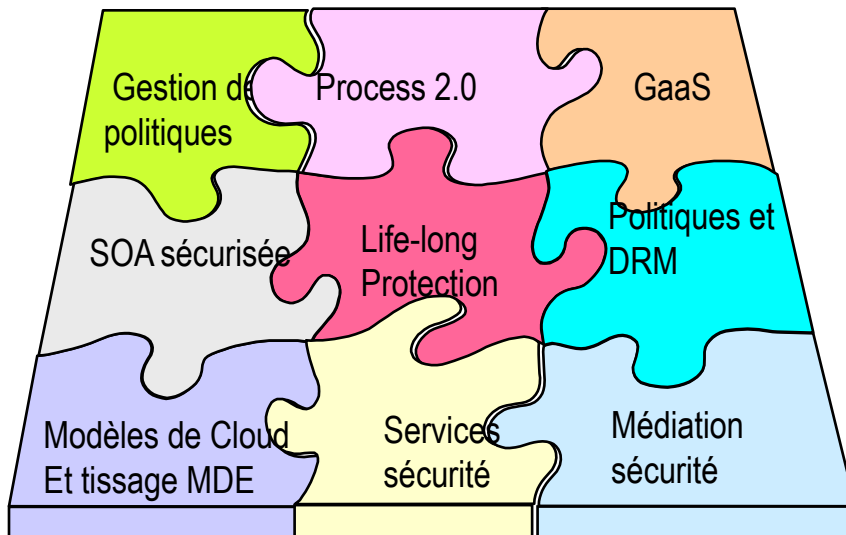 Gestion de
politiques
Process 2.0
GaaS
SOA sécurisée
Life-long
Protection
Politiques et
DRM
Modèles de Cloud
Et tissage MDE
Services
sécurité
Médiation
sécurité